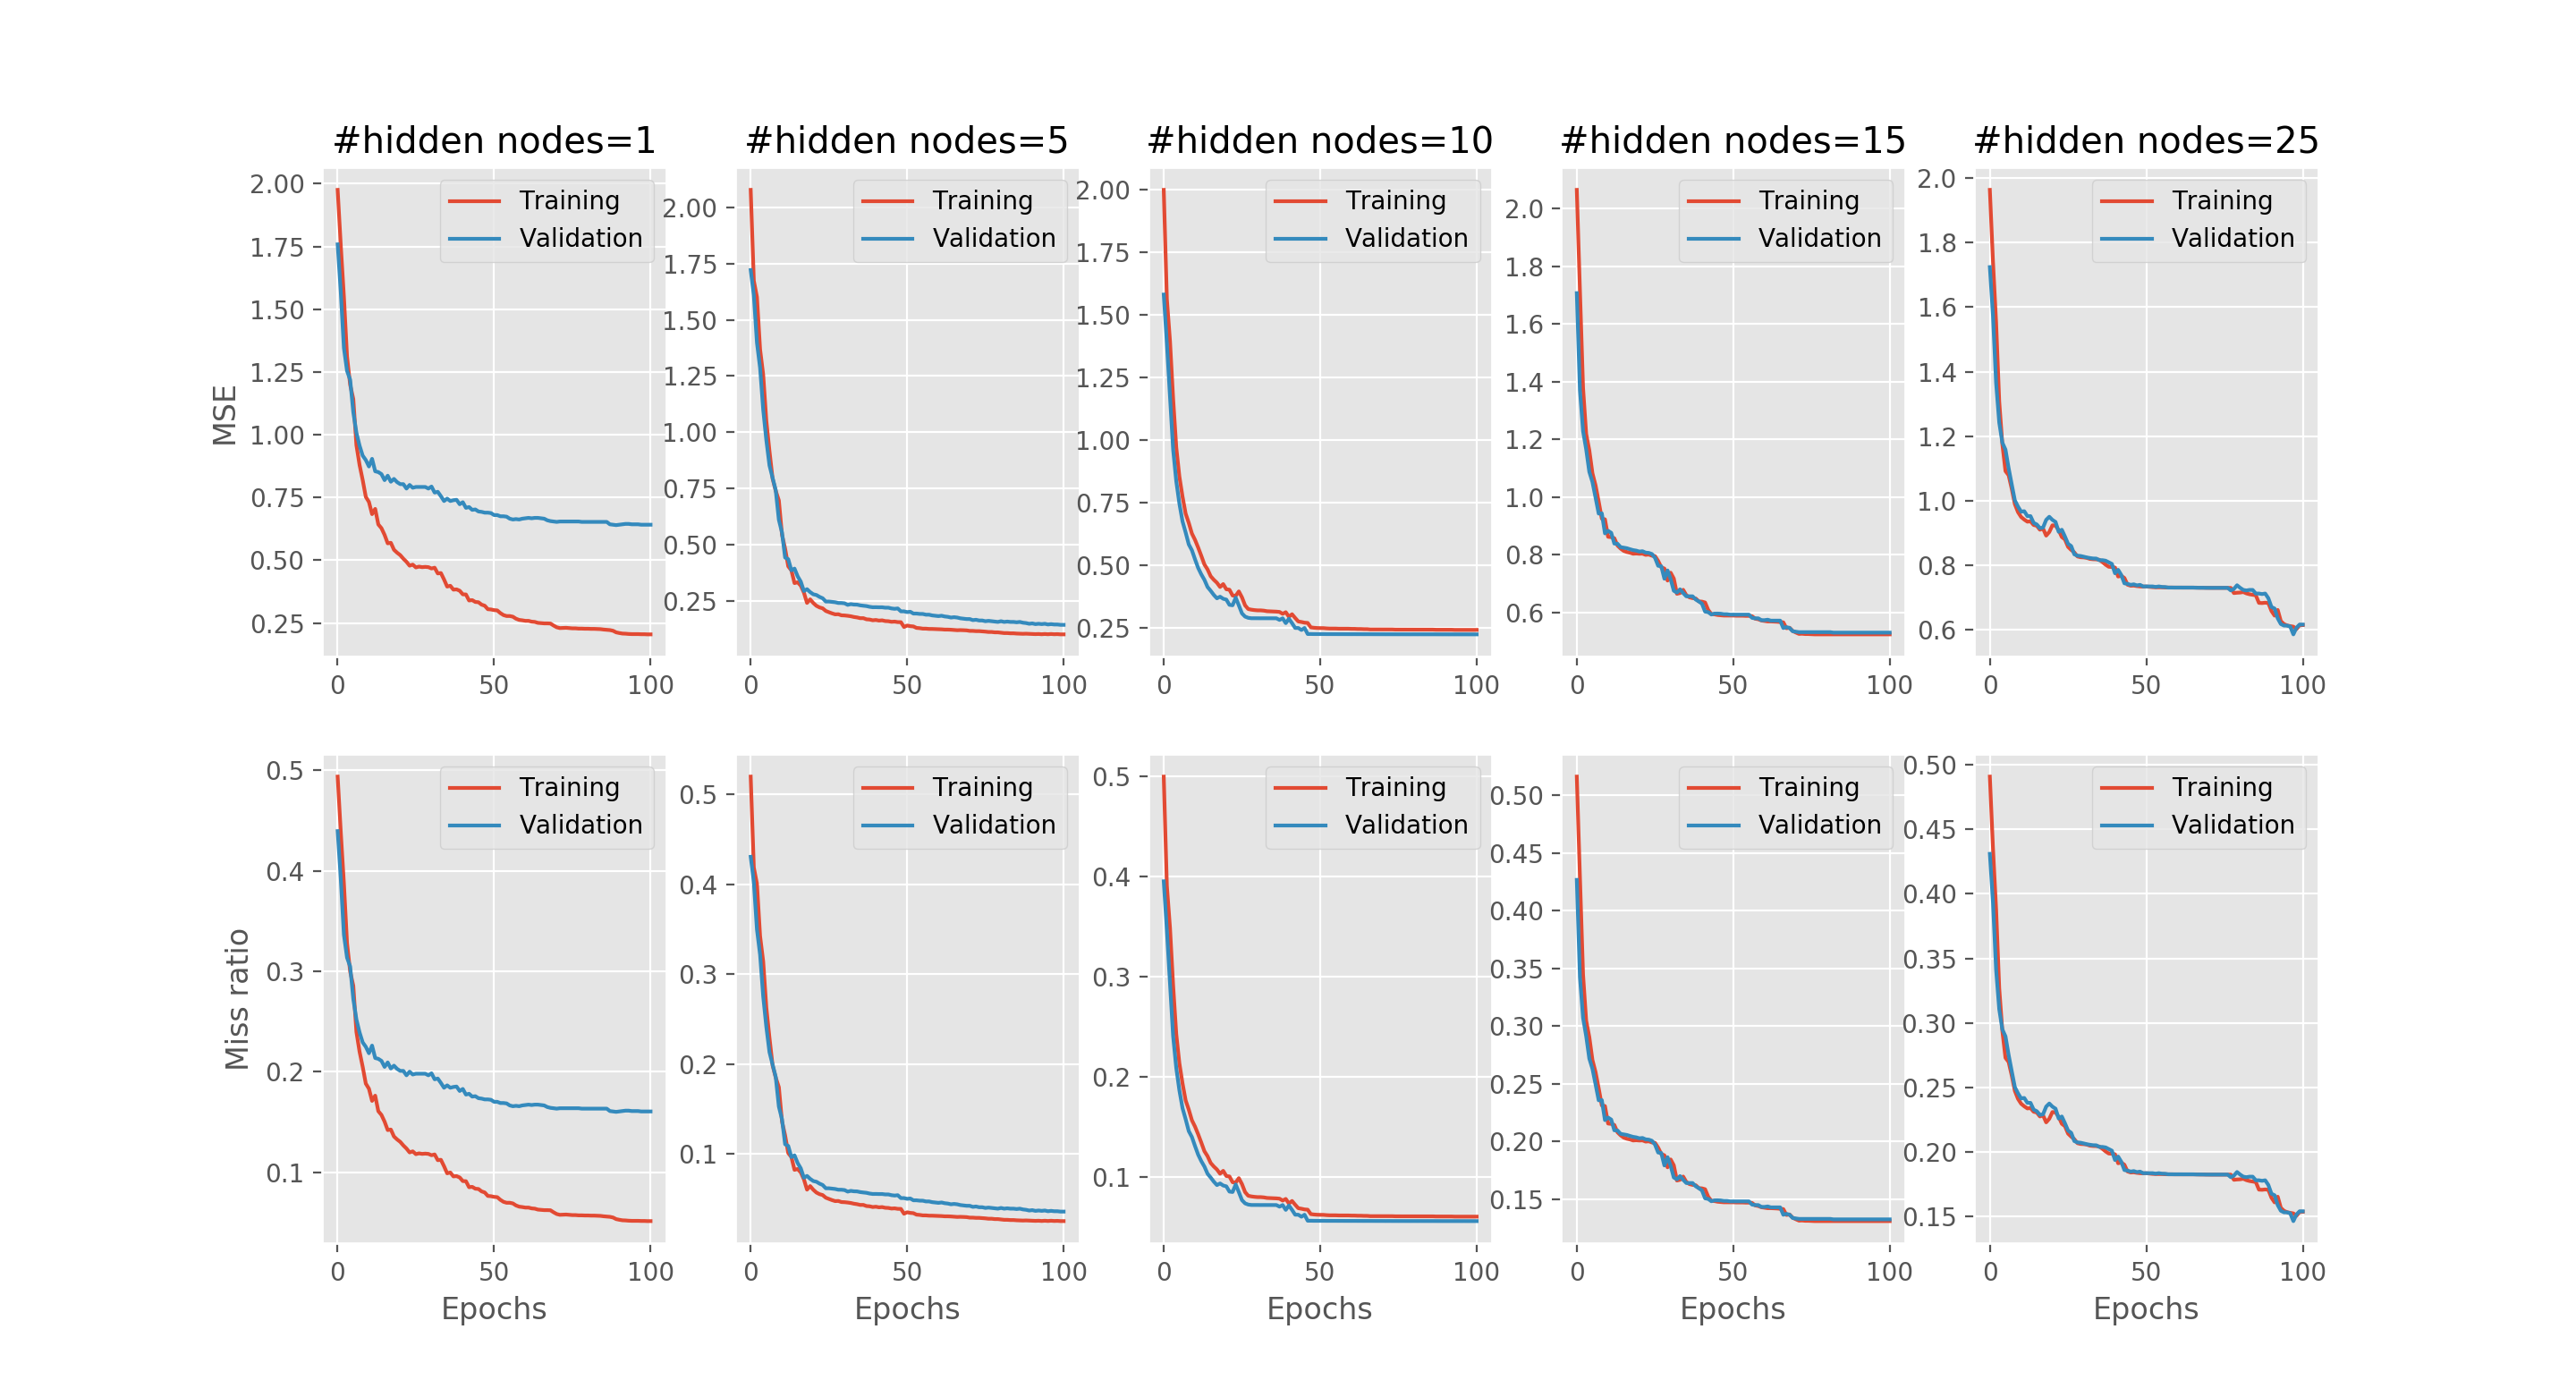 #hidden nodes=1 #hidden nodes=5 #hidden nodes=10 #hidden nodes=15 #hidden nodes=25
MSE
2.00
1.75
1.50
1.25
1.00
0.75
0.50
0.25
0 50 100
Training
Validation
2.00
1.75
1.50
1.25
1.00
0.75
0.50
0.25
0 50 100
Training
Validation
2.00
1.75
1.50
1.25
1.00
0.75
0.50
0.25
0 50 100
Training
Validation
2.0
1.8
1.6
1.4
1.2
1.0
0.8
0.6
0 50 100
Training
Validation
2.0
1.8
1.6
1.4
1.2
1.0
0.8
0.6
0 50 100
Training
Validation
Miss ratio
0.5
0.4
0.3
0.2
0.1
0 50 100
Epochs
Training
Validation
0.5
0.4
0.3
0.2
0.1
0 50 100
Epochs
Training
Validation
0.5
0.4
0.3
0.2
0.1
0 50 100
Epochs
Training
Validation
0.50
0.45
0.40
0.35
0.30
0.25
0.20
0.15
0 50 100
Epochs
Training
Validation
0.50
0.45
0.40
0.35
0.30
0.25
0.20
0.15
0 50 100
Epochs
Training
Validation